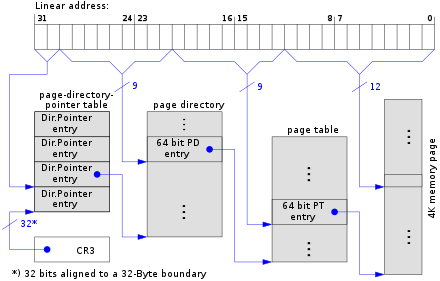 Linear address:
31 24 23 16 15 8 7 0
9 9 12
page-directory-
pointer table
page directory
page table
Dir.Pointer
entry
Dir.Pointer
entry
Dir.Pointer
entry
Dir.Pointer
entry
64 bit PD
entry
64 bit PT
entry
4K memory page
32*
CR3
*) 32 bits aligned to a 32-Byte boundary